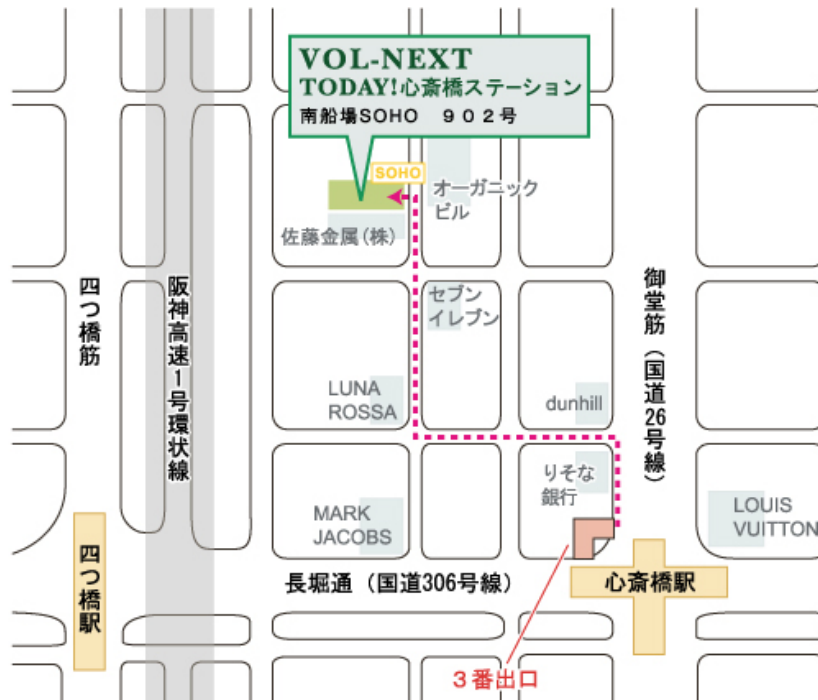 VOL-NEXT
TODAY!心斎橋ステーション
南船場SOHO 902号
SOHO
オーガニック
ビル
佐藤金属(株)
四つ橋筋
阪神高速1号環状線
セブン
イレブン
御堂筋(国道26号線)
LUNA
ROSSA
dunhill
りそな
銀行
MARK
JACOBS
LOUIS
VUITTON
四つ橋駅
長堀通(国道306号線)
心斎橋駅
3番出口